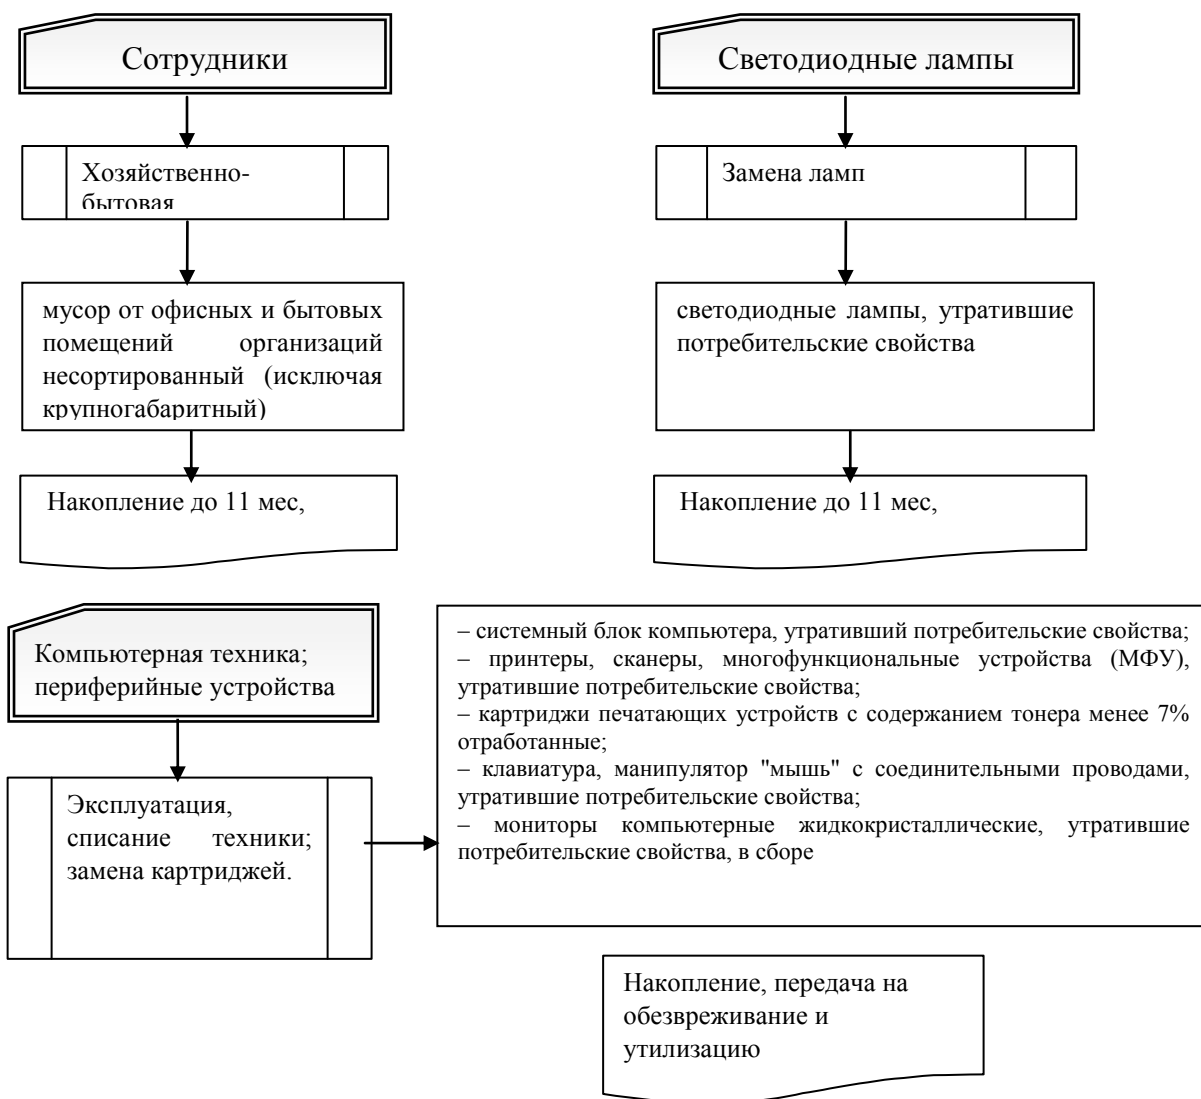 Сотрудники
Светодиодные лампы
Хозяйственно-
бытовая
Замена ламп
мусор от офисных и бытовых
помещений организаций
несортированный (исключая
крупногабаритный)
светодиодные лампы, утратившие
потребительские свойства
Накопление до 11 мес,
Накопление до 11 мес,
Компьютерная техника;
периферийные устройства
– системный блок компьютера, утративший потребительские свойства;
– принтеры, сканеры, многофункциональные устройства (МФУ),
утратившие потребительские свойства;
– картриджи печатающих устройств с содержанием тонера менее 7%
отработанные;
– клавиатура, манипулятор "мышь" с соединительными проводами,
утратившие потребительские свойства;
– мониторы компьютерные жидкокристаллические, утратившие
потребительские свойства, в сборе
Эксплуатация,
списание техники;
замена картриджей.
Накопление, передача на
обезвреживание и
утилизацию